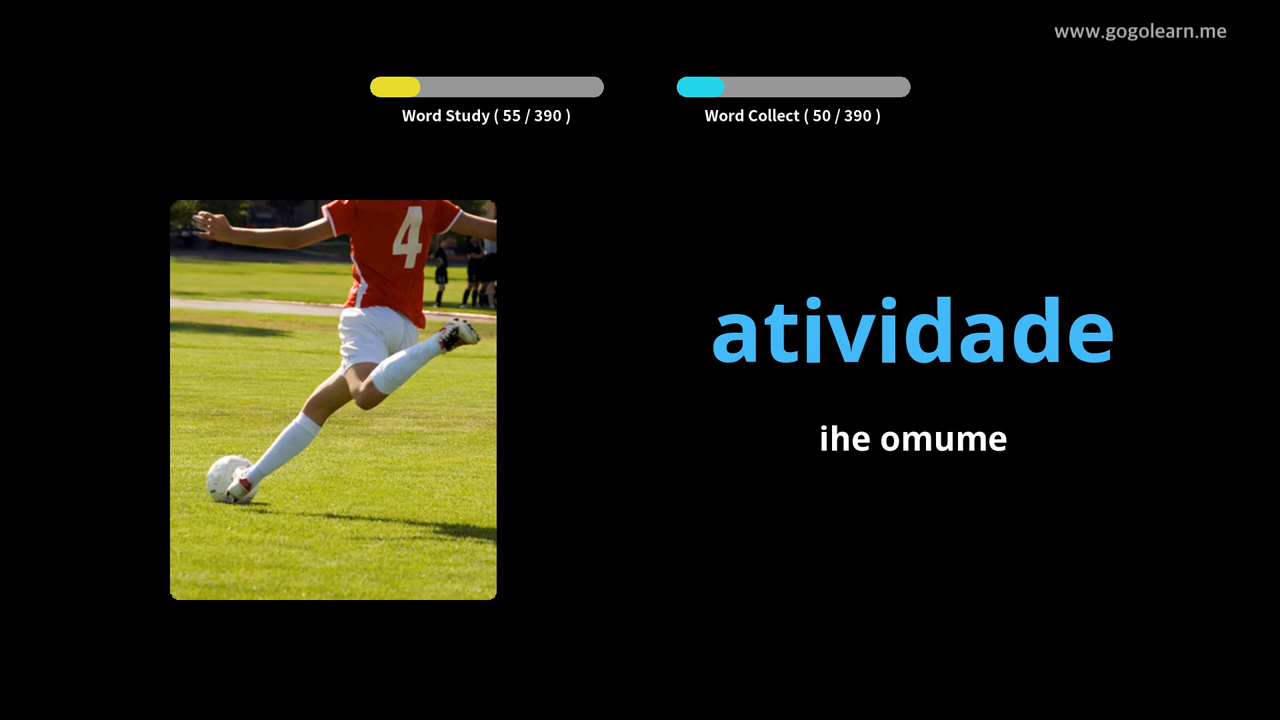 www.gogolearn.me
Word Study ( 55 / 390 )
Word Collect ( 50 / 390 )
4
atividade
ihe omume